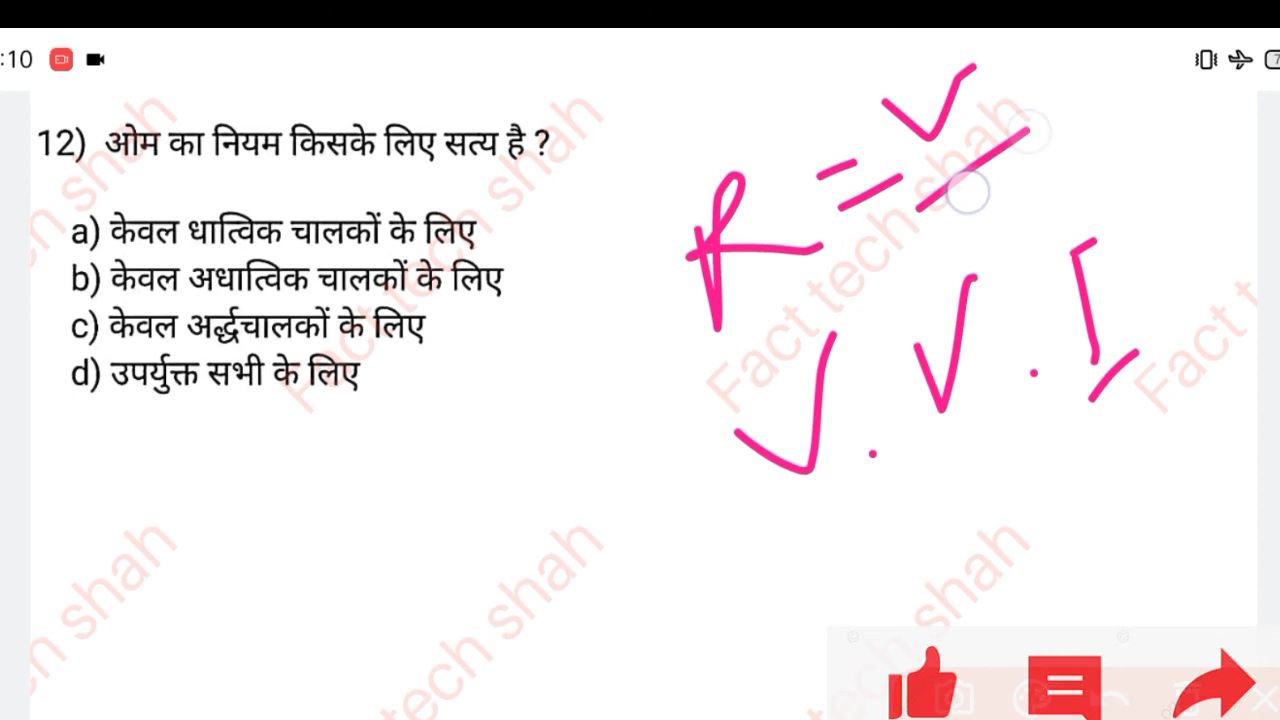 :10
12) ओम का नियम किसके लिए सत्य है ?
a) केवल धात्विक चालकों के लिए
b) केवल अधात्विक चालकों के लिए
c) केवल अर्द्धचालकों के लिए
d) उपर्युक्त सभी के लिए
R = V
V . V . I
Fact tech shah